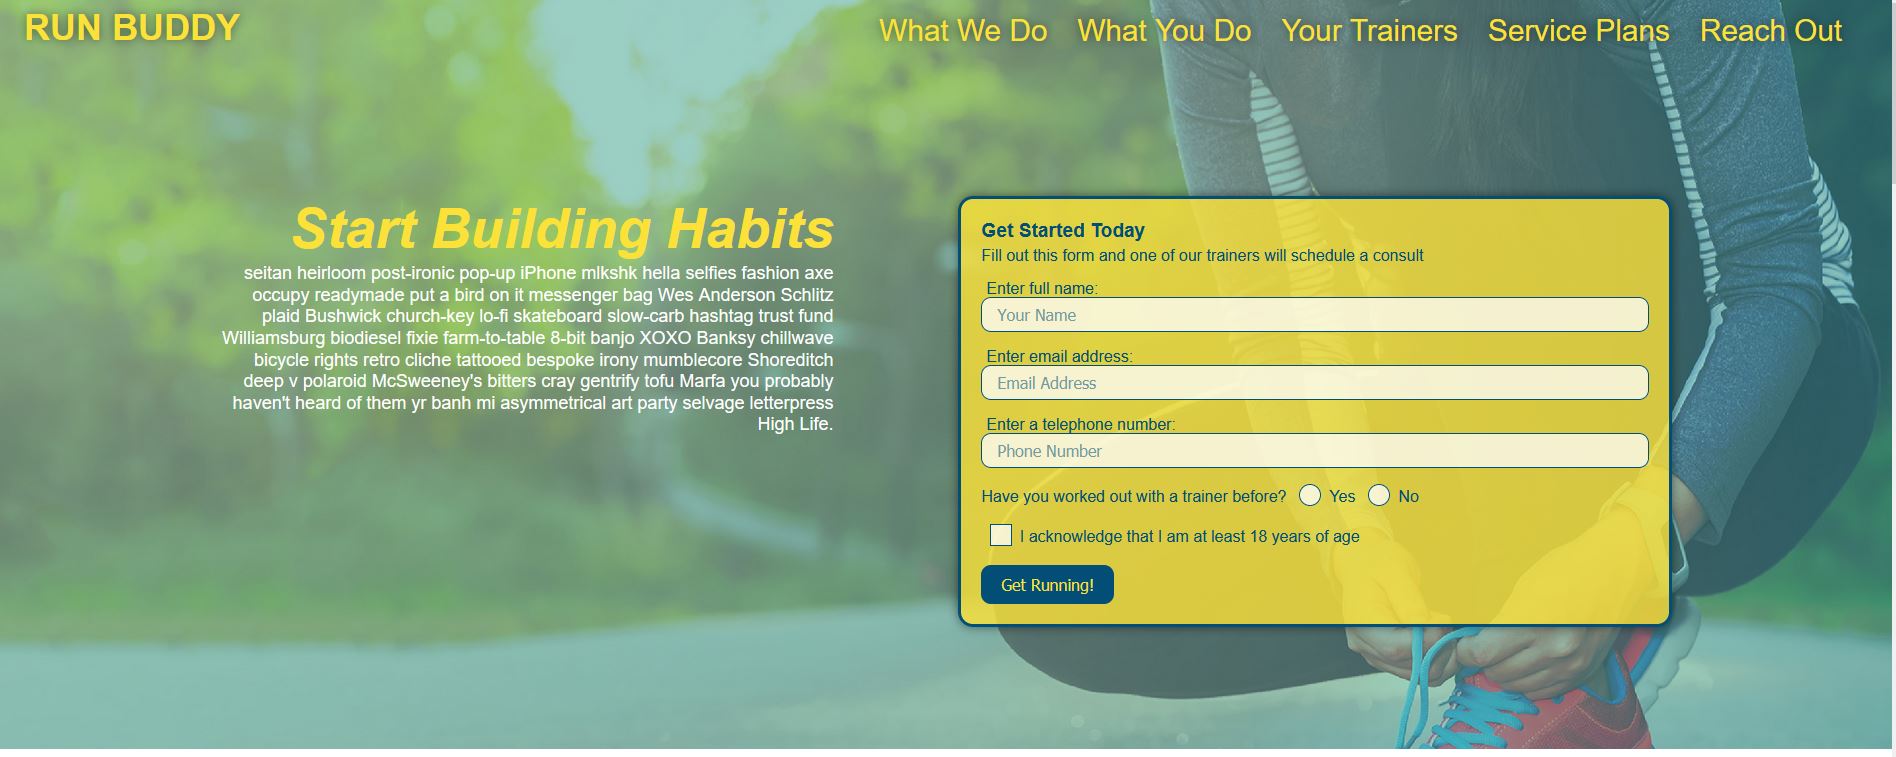 RUN BUDDY
What We Do What You Do Your Trainers Service Plans Reach Out
Start Building Habits
seitan heirloom post-ironic pop-up iPhone mlkshk hella selfies fashion axe
occupy readymade put a bird on it messenger bag Wes Anderson Schlitz
plaid Bushwick church-key lo-fi skateboard slow-carb hashtag trust fund
Williamsburg biodiesel fixie farm-to-table 8-bit banjo XOXO Banksy chillwave
bicycle rights retro cliche tattooed bespoke irony mumblecore Shoreditch
deep v polaroid McSweeney's bitters cray gentrify tofu Marfa you probably
haven't heard of them yr banh mi asymmetrical art party selvage letterpress
High Life.
Get Started Today
Fill out this form and one of our trainers will schedule a consult
Enter full name:
Your Name
Enter email address:
Email Address
Enter a telephone number:
Phone Number
Have you worked out with a trainer before? Yes No
I acknowledge that I am at least 18 years of age
Get Running!